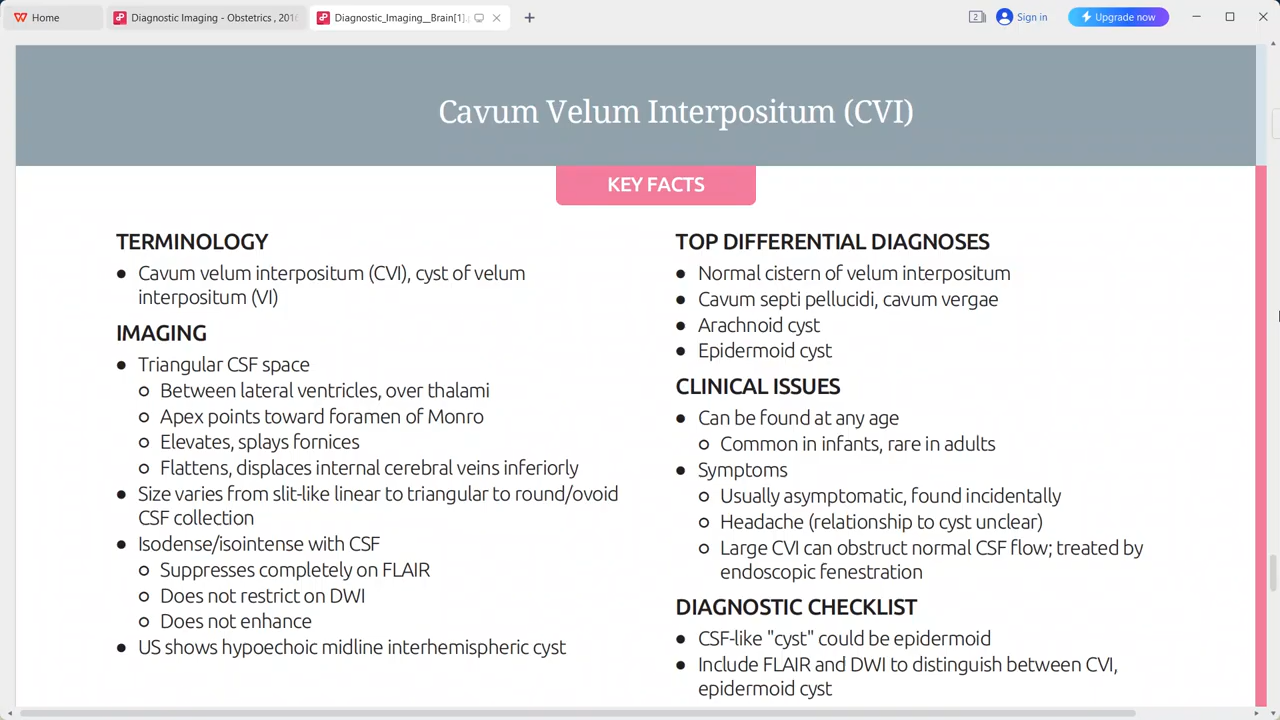 Home
Diagnostic Imaging - Obstetrics , 2016
Diagnostic_Imaging__Brain[1].
2
Sign in
Upgrade now
Cavum Velum Interpositum (CVI)
KEY FACTS
TERMINOLOGY
● Cavum velum interpositum (CVI), cyst of velum
interpositum (VI)
IMAGING
● Triangular CSF space
○ Between lateral ventricles, over thalami
○ Apex points toward foramen of Monro
○ Elevates, splays fornices
○ Flattens, displaces internal cerebral veins inferiorly
● Size varies from slit-like linear to triangular to round/ovoid
CSF collection
● Isodense/isointense with CSF
○ Suppresses completely on FLAIR
○ Does not restrict on DWI
○ Does not enhance
● US shows hypoechoic midline interhemispheric cyst
TOP DIFFERENTIAL DIAGNOSES
● Normal cistern of velum interpositum
● Cavum septi pellucidi, cavum vergae
● Arachnoid cyst
● Epidermoid cyst
CLINICAL ISSUES
● Can be found at any age
○ Common in infants, rare in adults
● Symptoms
○ Usually asymptomatic, found incidentally
○ Headache (relationship to cyst unclear)
○ Large CVI can obstruct normal CSF flow; treated by
endoscopic fenestration
DIAGNOSTIC CHECKLIST
● CSF-like "cyst" could be epidermoid
● Include FLAIR and DWI to distinguish between CVI,
epidermoid cyst